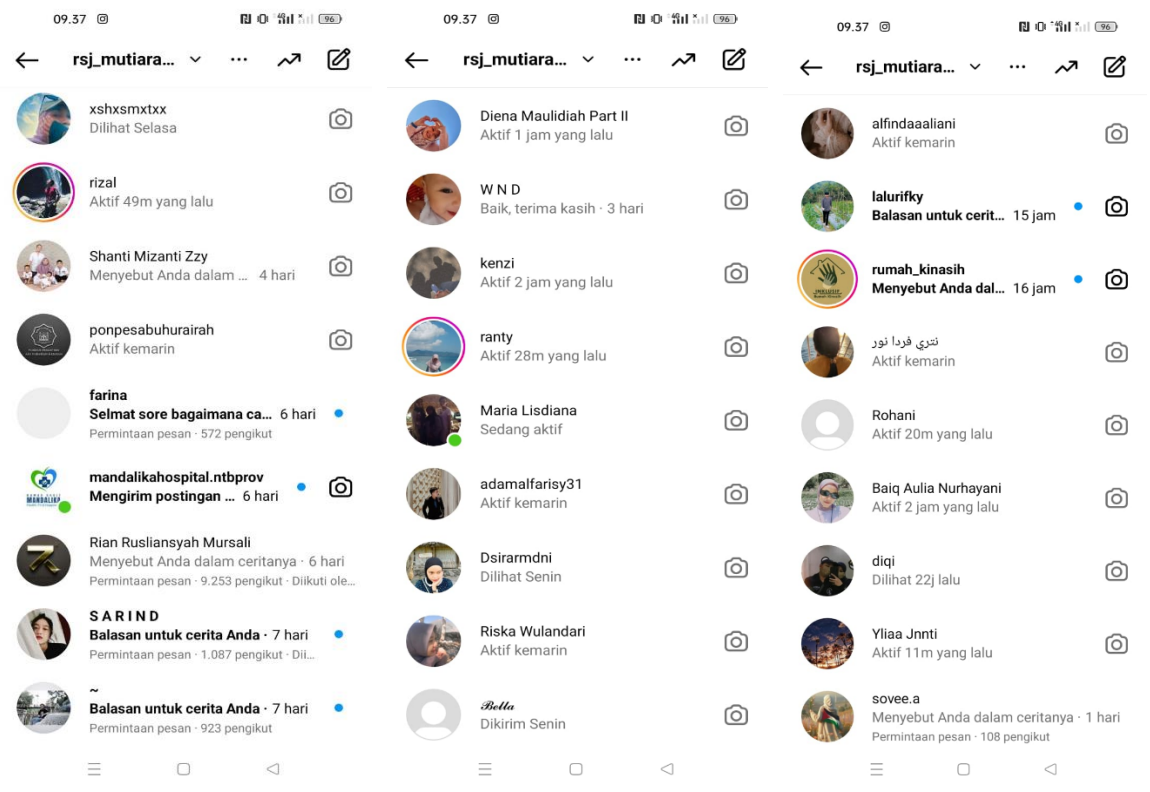 09.37
96
rsj_mutiara...
xshxsmxtxx
Dilihat Selasa
rizal
Aktif 49m yang lalu
Shanti Mizanti Zzy
Menyebut Anda dalam ... 4 hari
ponpesabuhurairah
Aktif kemarin
farina
Selmat sore bagaimana ca... 6 hari
Permintaan pesan · 572 pengikut
mandalikahospital.ntbprov
Mengirim postingan ... 6 hari
Rian Rusliansyah Mursali
Menyebut Anda dalam ceritanya · 6 hari
Permintaan pesan · 9.253 pengikut · Diikuti ole...
S A R I N D
Balasan untuk cerita Anda · 7 hari
Permintaan pesan · 1.087 pengikut · Dii...
~
Balasan untuk cerita Anda · 7 hari
Permintaan pesan · 923 pengikut
09.37
96
rsj_mutiara...
Diena Maulidiah Part II
Aktif 1 jam yang lalu
W N D
Baik, terima kasih · 3 hari
kenzi
Aktif 2 jam yang lalu
ranty
Aktif 28m yang lalu
Maria Lisdiana
Sedang aktif
adamalfarisy31
Aktif kemarin
Dsirarmdni
Dilihat Senin
Riska Wulandari
Aktif kemarin
𝓑𝓮𝓵𝓵𝓪
Dikirim Senin
09.37
96
rsj_mutiara...
alfindaaaliani
Aktif kemarin
lalurifky
Balasan untuk cerit... 15 jam
rumah_kinasih
Menyebut Anda dal... 16 jam
نتري فردا نور
Aktif kemarin
Rohani
Aktif 20m yang lalu
Baiq Aulia Nurhayani
Aktif 2 jam yang lalu
diqi
Dilihat 22j lalu
Yliaa Jnnti
Aktif 11m yang lalu
sovee.a
Menyebut Anda dalam ceritanya · 1 hari
Permintaan pesan · 108 pengikut